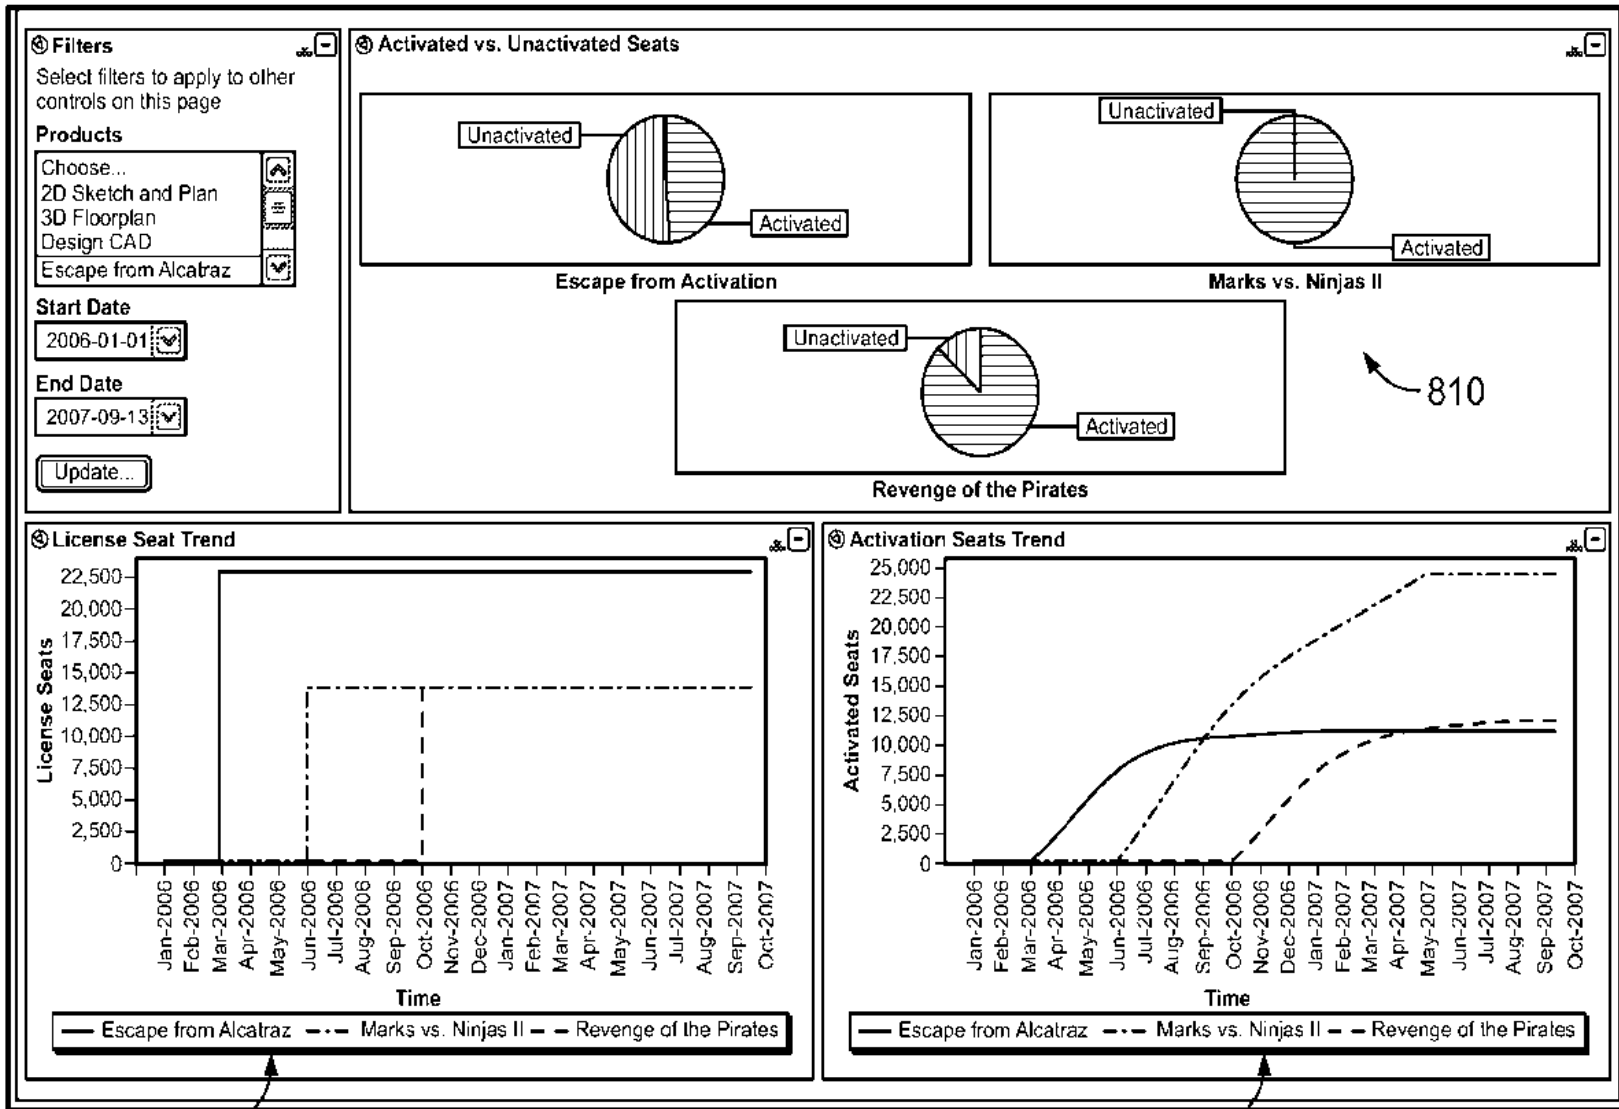 Filters
Select filters to apply to other
controls on this page
Products
Choose...
2D Sketch and Plan
3D Floorplan
Design CAD
Escape from Alcatraz
Start Date
2006-01-01
End Date
2007-09-13
Update...
Activated vs. Unactivated Seats
Unactivated
Activated
Escape from Activation
Unactivated
Activated
Marks vs. Ninjas II
Unactivated
Activated
Revenge of the Pirates
810
License Seat Trend
License Seats
22,500
20,000
17,500
15,000
12,500
10,000
7,500
5,000
2,500
0
Jan-2006
Feb-2006
Mar-2006
Apr-2006
May-2006
Jun-2006
Jul-2006
Aug-2006
Sep-2006
Oct-2006
Nov-2006
Dec-2006
Jan-2007
Feb-2007
Mar-2007
Apr-2007
May-2007
Jun-2007
Jul-2007
Aug-2007
Sep-2007
Oct-2007
Time
Escape from Alcatraz Marks vs. Ninjas II Revenge of the Pirates
Activation Seats Trend
Activated Seats
25,000
22,500
20,000
17,500
15,000
12,500
10,000
7,500
5,000
2,500
0
Jan-2006
Feb-2006
Mar-2006
Apr-2006
May-2006
Jun-2006
Jul-2006
Aug-2006
Sep-2006
Oct-2006
Nov-2006
Dec-2006
Jan-2007
Feb-2007
Mar-2007
Apr-2007
May-2007
Jun-2007
Jul-2007
Aug-2007
Sep-2007
Oct-2007
Time
Escape from Alcatraz Marks vs. Ninjas II Revenge of the Pirates